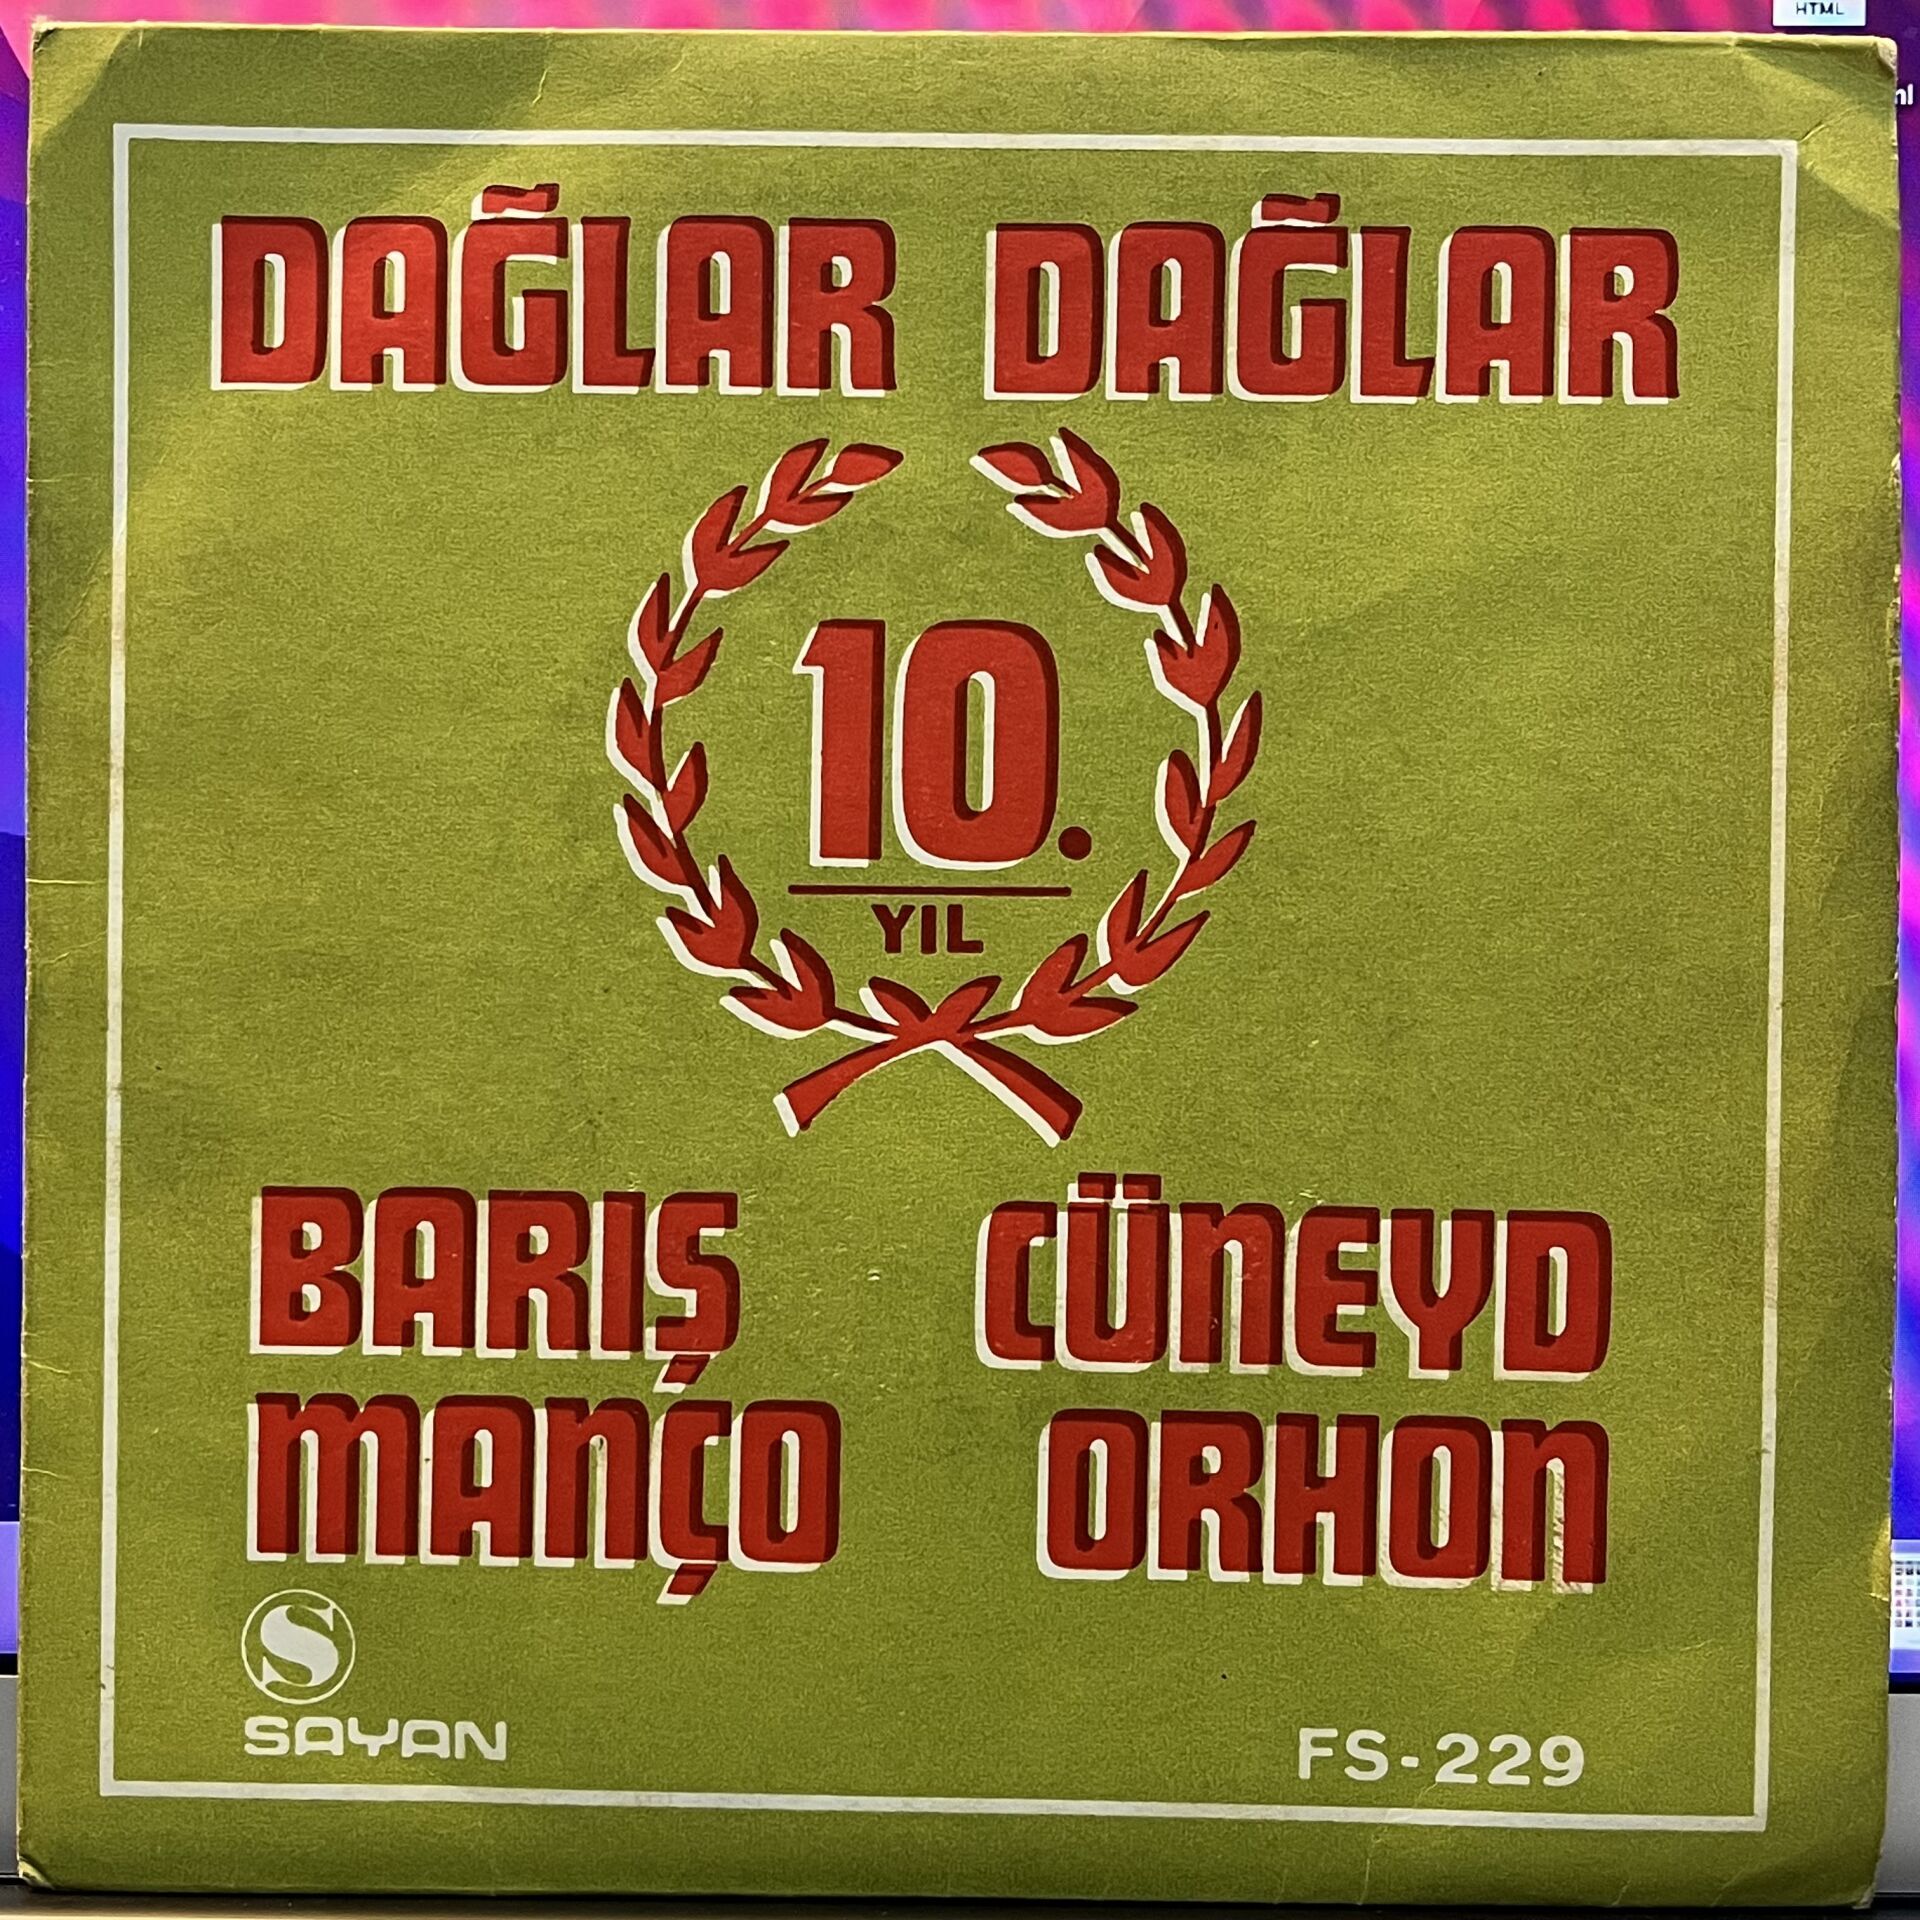 HTML
DAĞLAR DAĞLAR
10.
YIL
BARIŞ
MANÇO
CÜNEYD
ORHON
S
SAYAN
FS-229